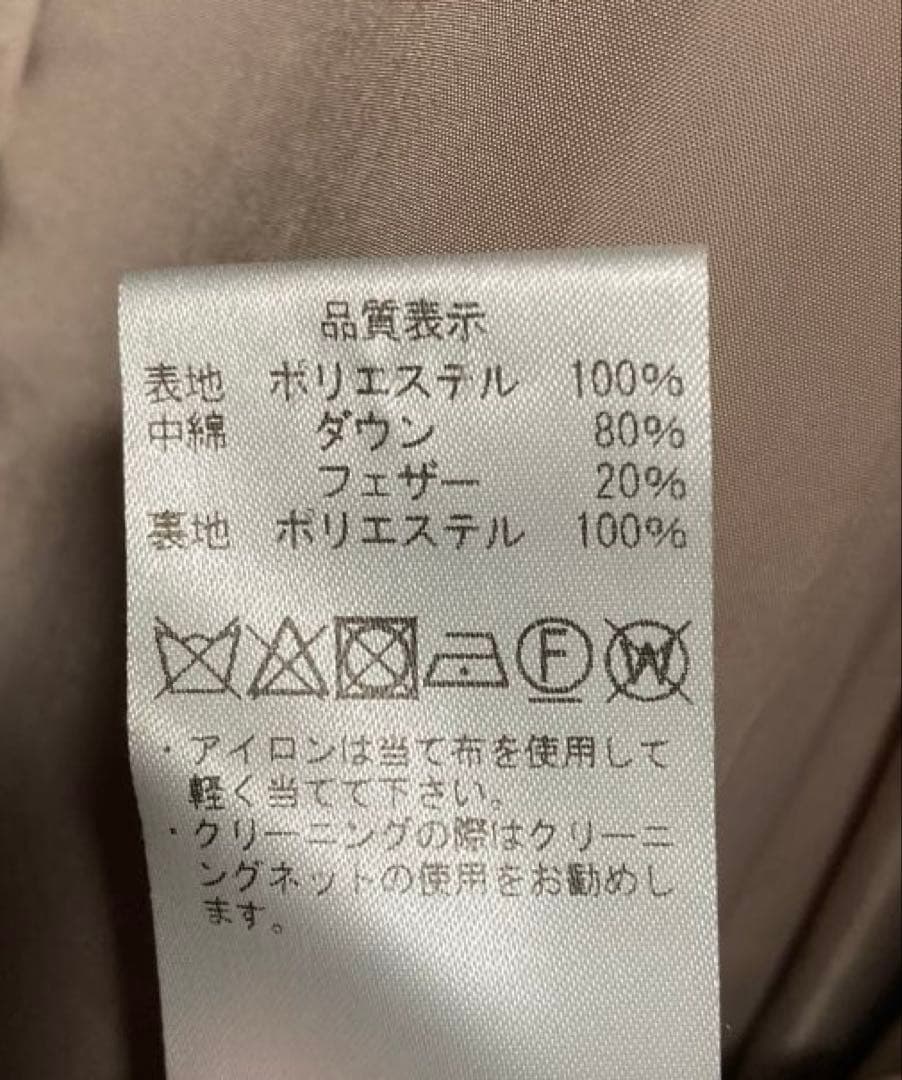 品質表示
表地 ポリエステル 100%
中綿 ダウン 80%
フェザー 20%
裏地 ポリエステル 100%
F W
・アイロンは当て布を使用して
軽く当てて下さい。
・クリーニングの際はクリーニ
ングネットの使用をお勧めし
ます。